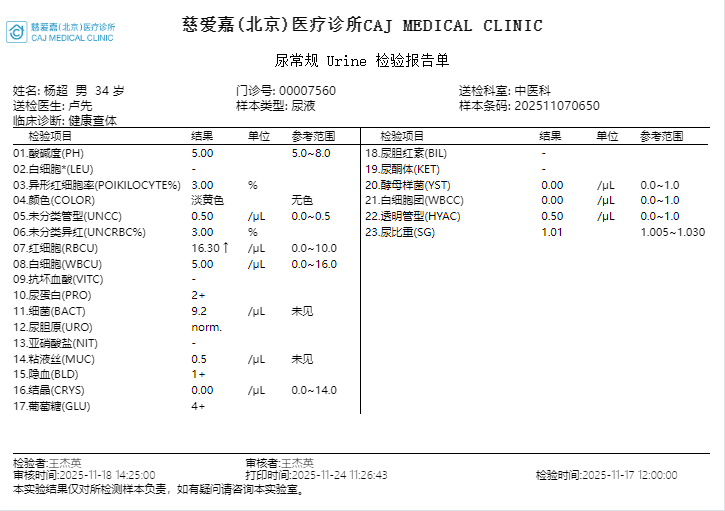 慈爱嘉(北京)医疗诊所
CAJ MEDICAL CLINIC
慈爱嘉(北京)医疗诊所CAJ MEDICAL CLINIC
尿常规 Urine 检验报告单
姓名: 杨超 男 34 岁 门诊号: 00007560 送检科室: 中医科
送检医生: 卢先 样本类型: 尿液 样本条码: 202511070650
临床诊断: 健康查体
检验项目 结果 单位 参考范围
01.酸碱度(PH) 5.00 5.0~8.0
02.白细胞*(LEU) -
03.异形红细胞率(POIKILOCYTE%) 3.00 %
04.颜色(COLOR) 淡黄色 无色
05.未分类管型(UNCC) 0.50 /μL 0.0~0.5
06.未分类异红(UNCRBC%) 3.00 %
07.红细胞(RBCU) 16.30↑ /μL 0.0~10.0
08.白细胞(WBCU) 5.00 /μL 0.0~16.0
09.抗坏血酸(VITC) -
10.尿蛋白(PRO) 2+
11.细菌(BACT) 9.2 /μL 未见
12.尿胆原(URO) norm.
13.亚硝酸盐(NIT) -
14.粘液丝(MUC) 0.5 /μL 未见
15.隐血(BLD) 1+
16.结晶(CRYS) 0.00 /μL 0.0~14.0
17.葡萄糖(GLU) 4+
检验项目 结果 单位 参考范围
18.尿胆红素(BIL) -
19.尿酮体(KET) -
20.酵母样菌(YST) 0.00 /μL 0.0~1.0
21.白细胞团(WBCC) 0.00 /μL 0.0~1.0
22.透明管型(HYAC) 0.50 /μL 0.0~1.0
23.尿比重(SG) 1.01 1.005~1.030
检验者:王杰英 审核者:王杰英
审核时间:2025-11-18 14:25:00 打印时间:2025-11-24 11:26:43 检验时间:2025-11-17 12:00:00
本实验结果仅对所检测样本负责，如有疑问请咨询本实验室。